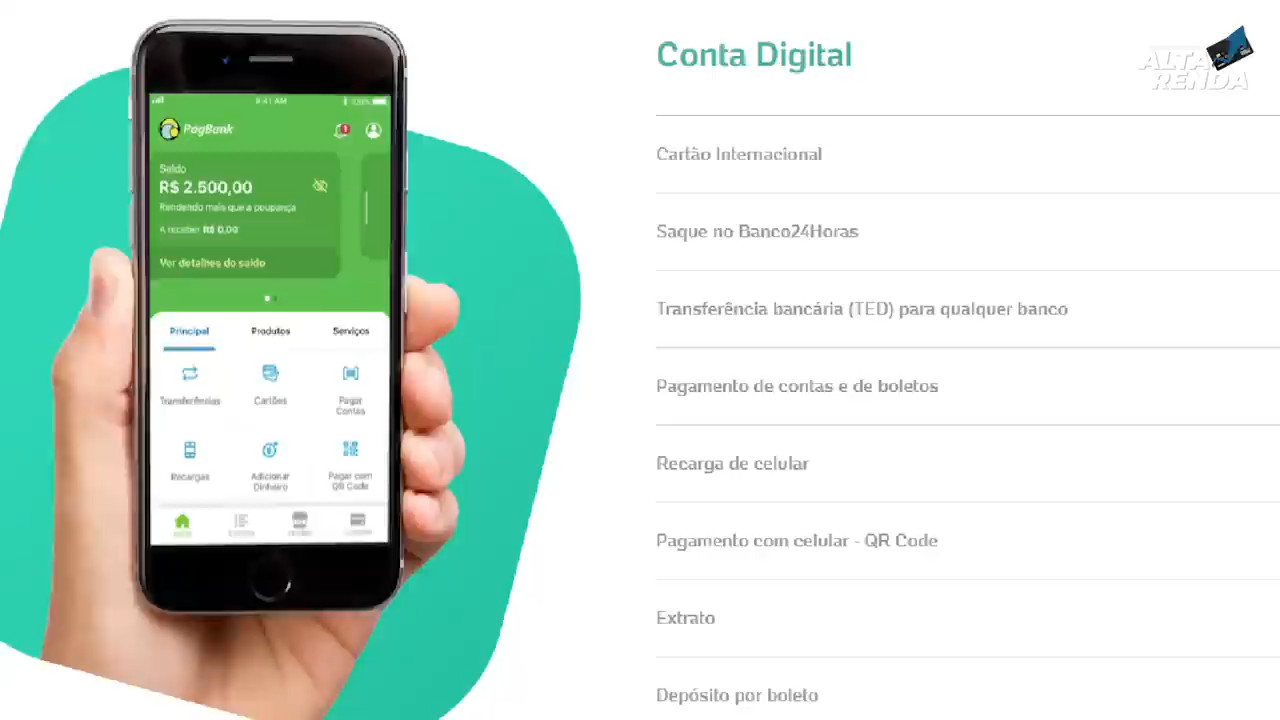 9:41 AM
100%
PagBank
1
Saldo
R$ 2.500,00
Rendendo mais que a poupança
A receber R$ 0,00
Ver detalhes do saldo
Principal
Produtos
Serviços
Transferências
Cartões
Pagar
Contas
Recargas
Adicionar
Dinheiro
Pagar com
QR Code
Conta Digital
ALTA
RENDA
Cartão Internacional
Saque no Banco24Horas
Transferência bancária (TED) para qualquer banco
Pagamento de contas e de boletos
Recarga de celular
Pagamento com celular - QR Code
Extrato
Depósito por boleto